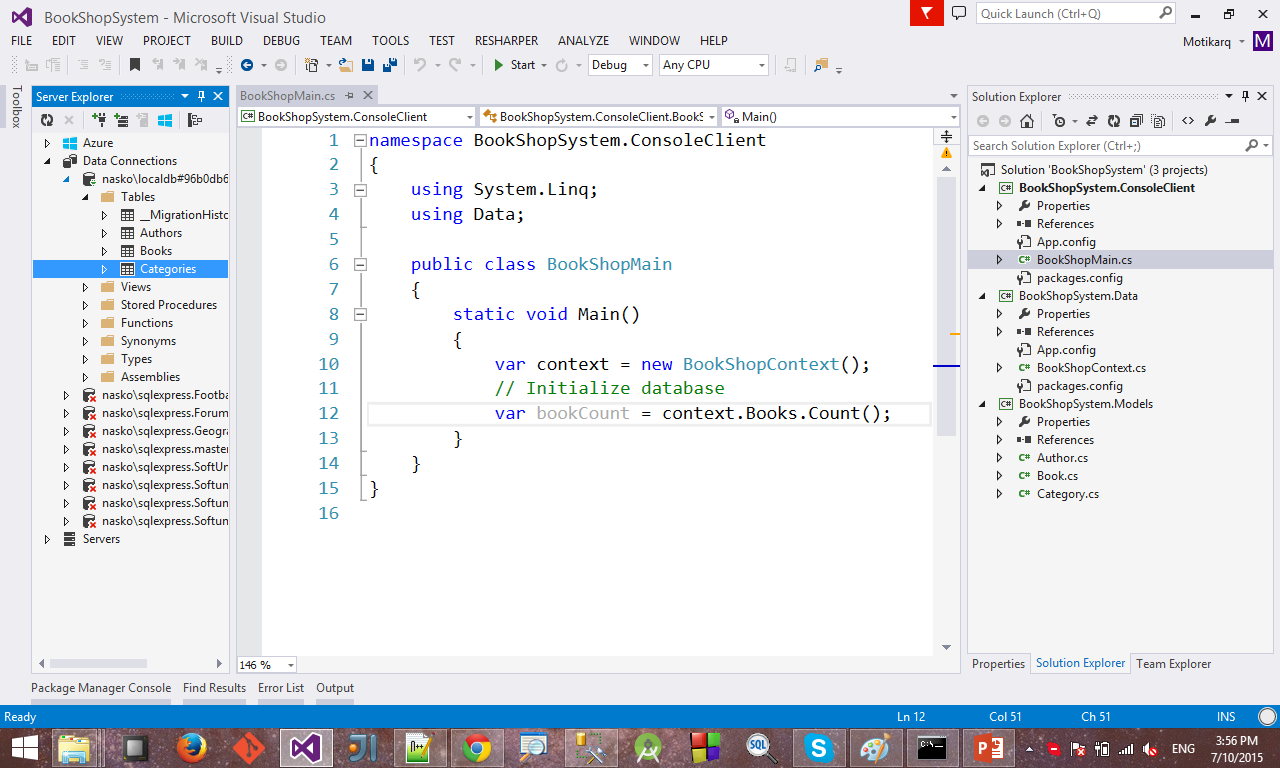 BookShopSystem - Microsoft Visual Studio
Quick Launch (Ctrl+Q)
FILE EDIT VIEW PROJECT BUILD DEBUG TEAM TOOLS TEST RESHARPER ANALYZE WINDOW HELP
Motikarq M
Start Debug Any CPU
Toolbox
Server Explorer
Azure
Data Connections
nasko\localdb#96b0db6
Tables
__MigrationHisto
Authors
Books
Categories
Views
Stored Procedures
Functions
Synonyms
Types
Assemblies
nasko\sqlexpress.Footba
nasko\sqlexpress.Forum
nasko\sqlexpress.Geogra
nasko\sqlexpress.master
nasko\sqlexpress.SoftUn
nasko\sqlexpress.Softun
nasko\sqlexpress.Softun
nasko\sqlexpress.Softun
Servers
BookShopMain.cs
BookShopSystem.ConsoleClient BookShopSystem.ConsoleClient.BookS Main()
1 namespace BookShopSystem.ConsoleClient
2 {
3 using System.Linq;
4 using Data;
5
6 public class BookShopMain
7 {
8 static void Main()
9 {
10 var context = new BookShopContext();
11 // Initialize database
12 var bookCount = context.Books.Count();
13 }
14 }
15 }
16
146 %
Solution Explorer
Search Solution Explorer (Ctrl+;)
Solution 'BookShopSystem' (3 projects)
BookShopSystem.ConsoleClient
Properties
References
App.config
BookShopMain.cs
packages.config
BookShopSystem.Data
Properties
References
App.config
BookShopContext.cs
packages.config
BookShopSystem.Models
Properties
References
Author.cs
Book.cs
Category.cs
Properties Solution Explorer Team Explorer
Package Manager Console Find Results Error List Output
Ready Ln 12 Col 51 Ch 51 INS
ENG
3:56 PM
7/10/2015